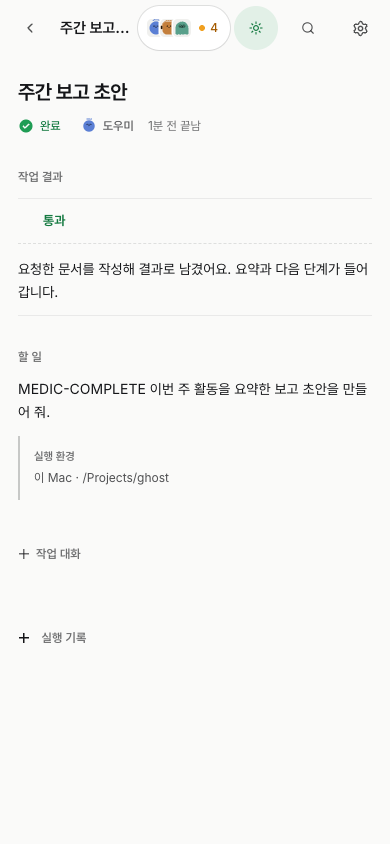 주간 보고...
4
주간 보고 초안
완료
도우미
1분 전 끝남
작업 결과
통과
요청한 문서를 작성해 결과로 남겼어요. 요약과 다음 단계가 들어
갑니다.
할 일
MEDIC-COMPLETE 이번 주 활동을 요약한 보고 초안을 만들
어 줘.
실행 환경
이 Mac · /Projects/ghost
작업 대화
실행 기록